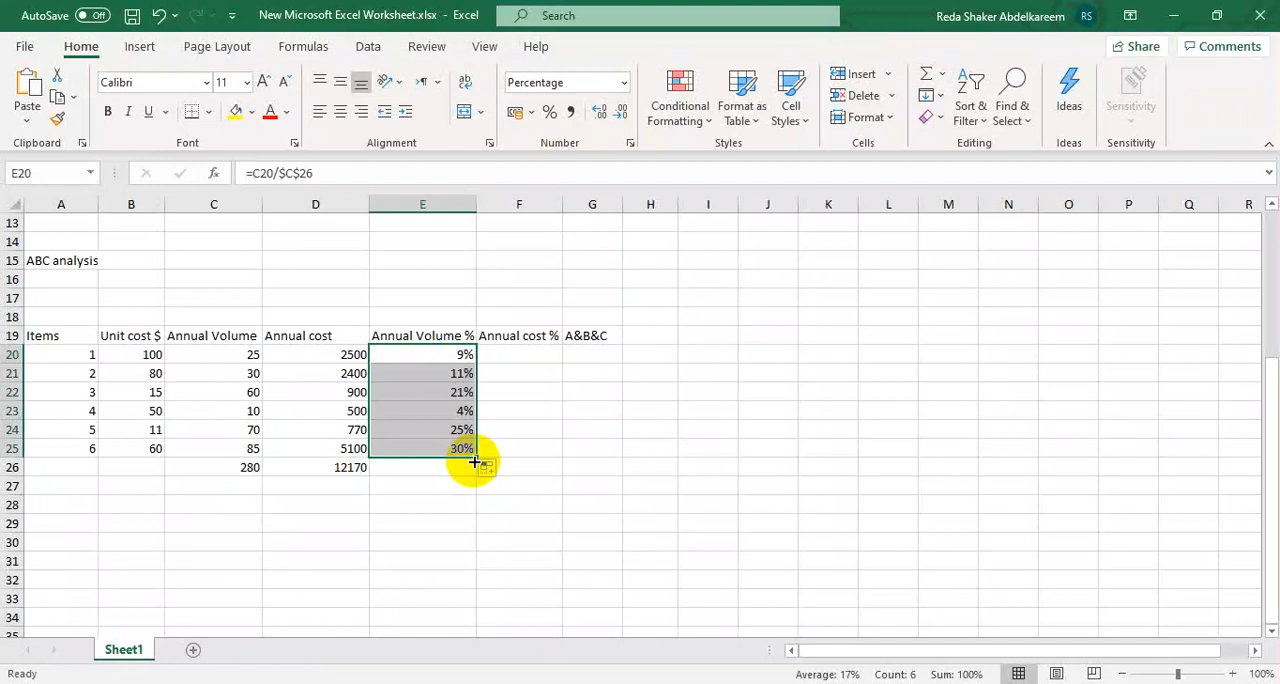 AutoSave Off New Microsoft Excel Worksheet.xlsx - Excel Search Reda Shaker Abdelkareem RS
File Home Insert Page Layout Formulas Data Review View Help Share Comments
Calibri 11 Percentage Insert
Paste B I U Conditional Formatting Format as Table Cell Styles Delete Sort & Filter Find & Select Ideas Sensitivity
Format
Clipboard Font Alignment Number Styles Cells Editing Ideas Sensitivity
E20 fx =C20/$C$26
A B C D E F G H I J K L M N O P Q R
13
14
15 ABC analysis
16
17
18
19 Items Unit cost $ Annual Volume Annual cost Annual Volume % Annual cost % A&B&C
20 1 100 25 2500 9%
21 2 80 30 2400 11%
22 3 15 60 900 21%
23 4 50 10 500 4%
24 5 11 70 770 25%
25 6 60 85 5100 30%
26 280 12170
27
28
29
30
31
32
33
34
35
Sheet1
Ready Average: 17% Count: 6 Sum: 100% 100%